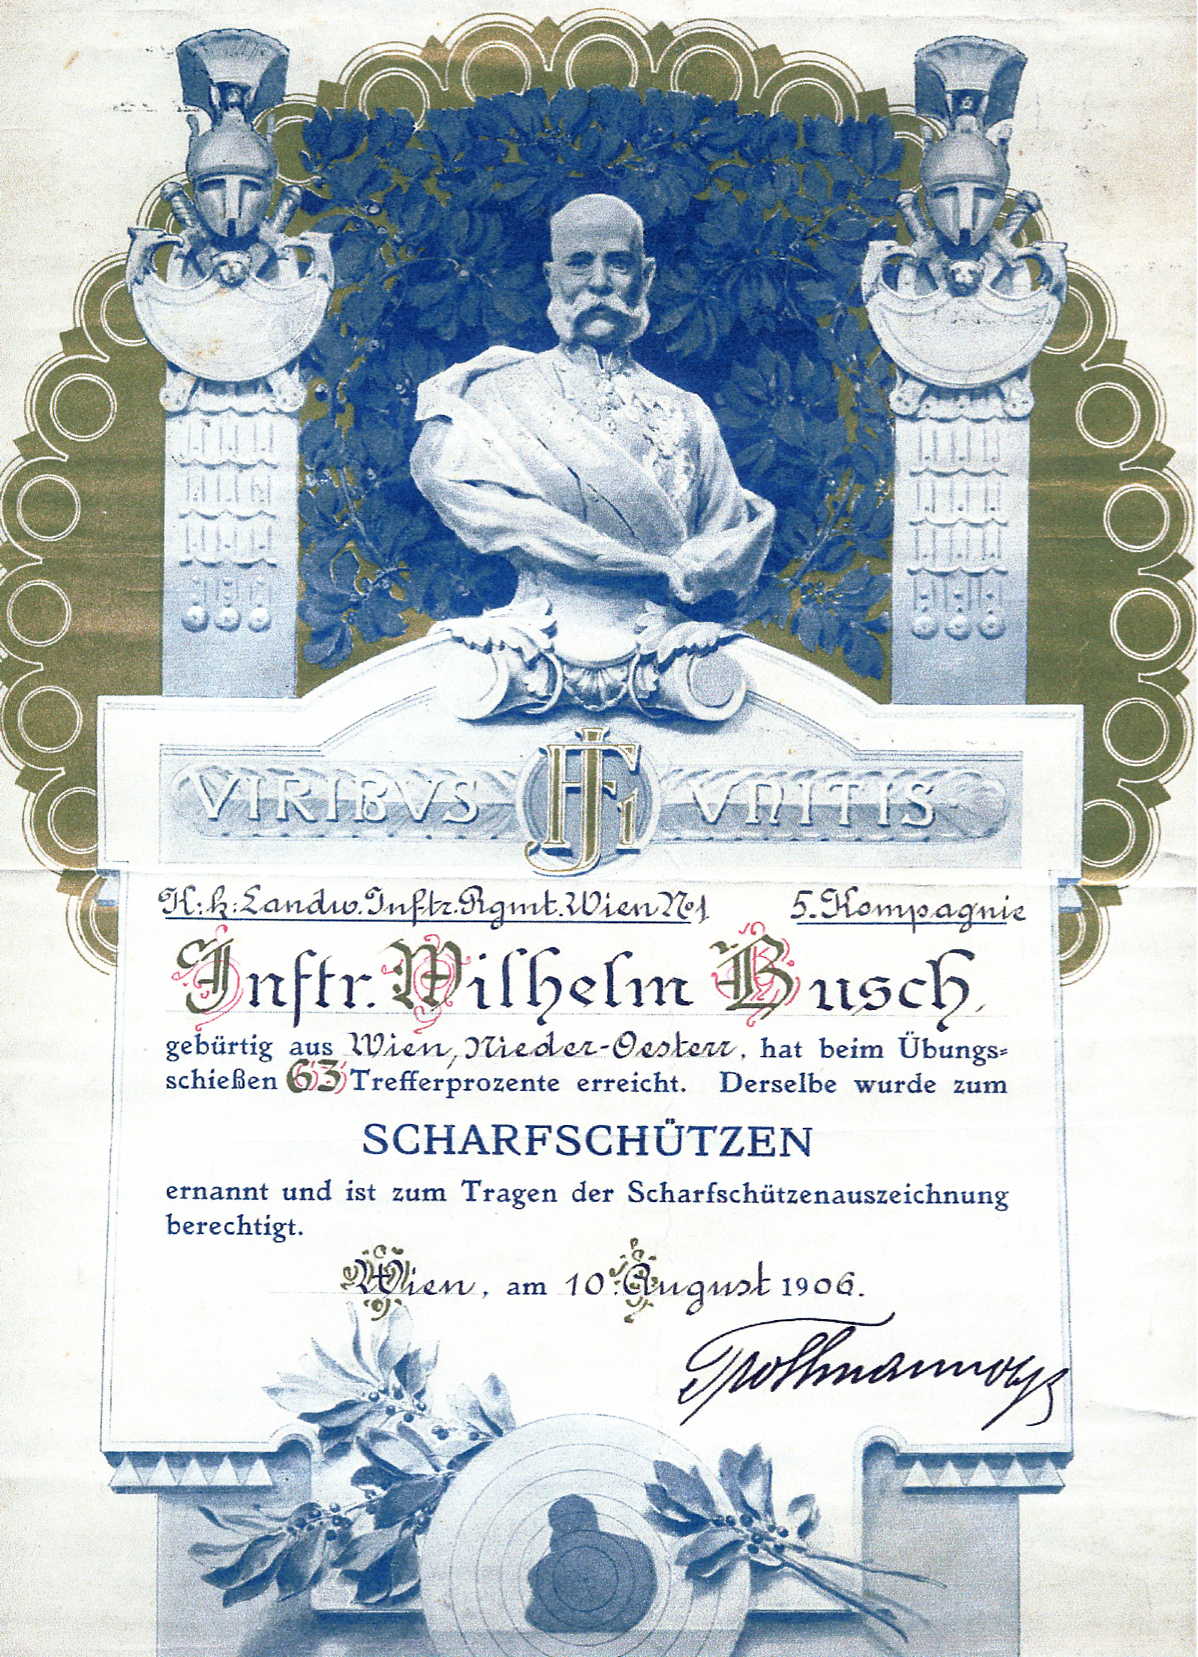 VIRIBVS FJ1 VNITIS
K: k: Landw. Inftr. Rgmt. Wien No 1 5. Kompagnie
Inftr. Wilhelm Busch,
gebürtig aus Wien, Nieder-Oesterr., hat beim Übungs=
schießen 63 Trefferprozente erreicht. Derselbe wurde zum
SCHARFSCHÜTZEN
ernannt und ist zum Tragen der Scharfschützenauszeichnung
berechtigt.
Wien, am 10. August 1906.